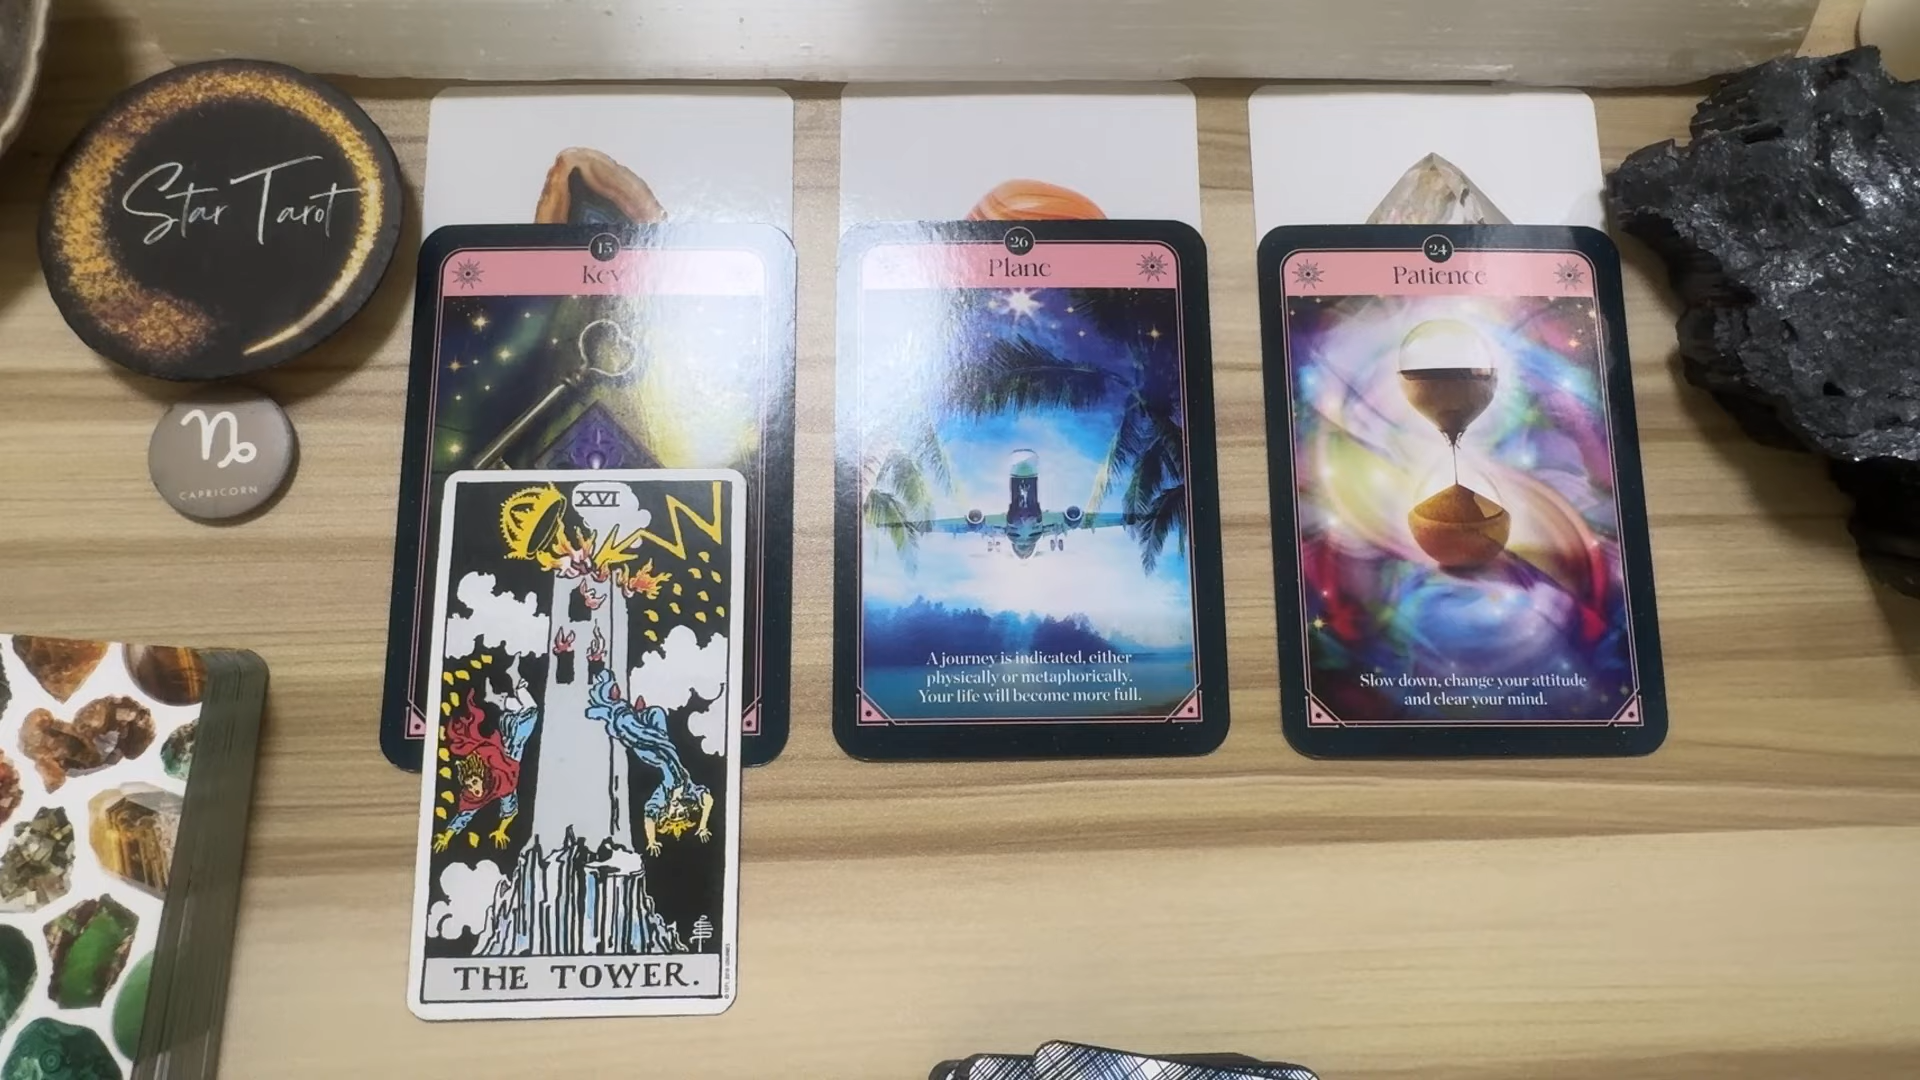 Star Tarot
CAPRICORN
15
Key
XVI
THE TOWER.
26
Plane
A journey is indicated, either
physically or metaphorically.
Your life will become more full.
24
Patience
Slow down, change your attitude
and clear your mind.